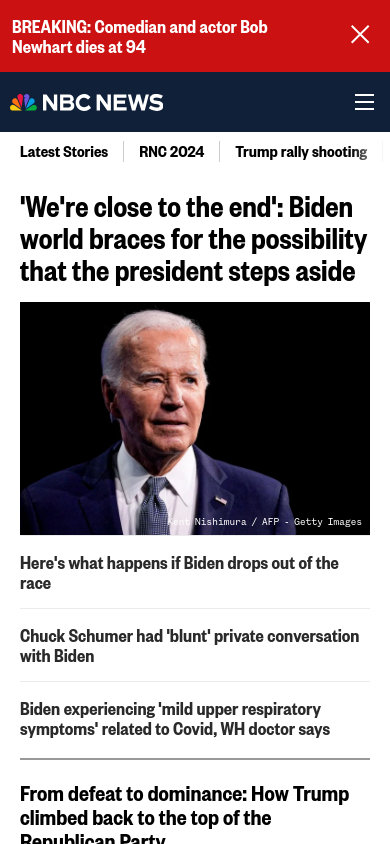 BREAKING: Comedian and actor Bob
Newhart dies at 94
NBC NEWS
Latest Stories
RNC 2024
Trump rally shooting
'We're close to the end': Biden
world braces for the possibility
that the president steps aside
Kent Nishimura / AFP - Getty Images
Here's what happens if Biden drops out of the
race
Chuck Schumer had 'blunt' private conversation
with Biden
Biden experiencing 'mild upper respiratory
symptoms' related to Covid, WH doctor says
From defeat to dominance: How Trump
climbed back to the top of the
Republican Party